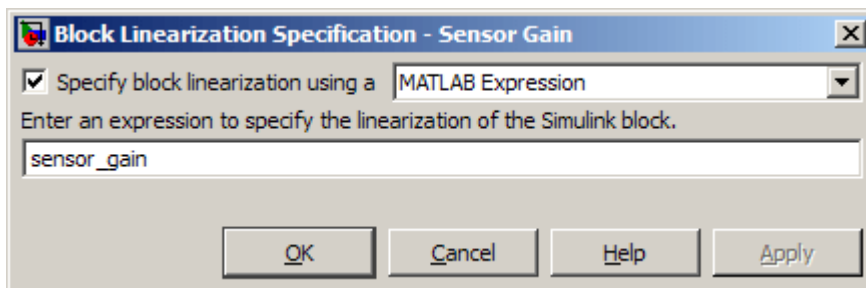 Block Linearization Specification - Sensor Gain
Specify block linearization using a MATLAB Expression
Enter an expression to specify the linearization of the Simulink block.
sensor_gain
OK Cancel Help Apply